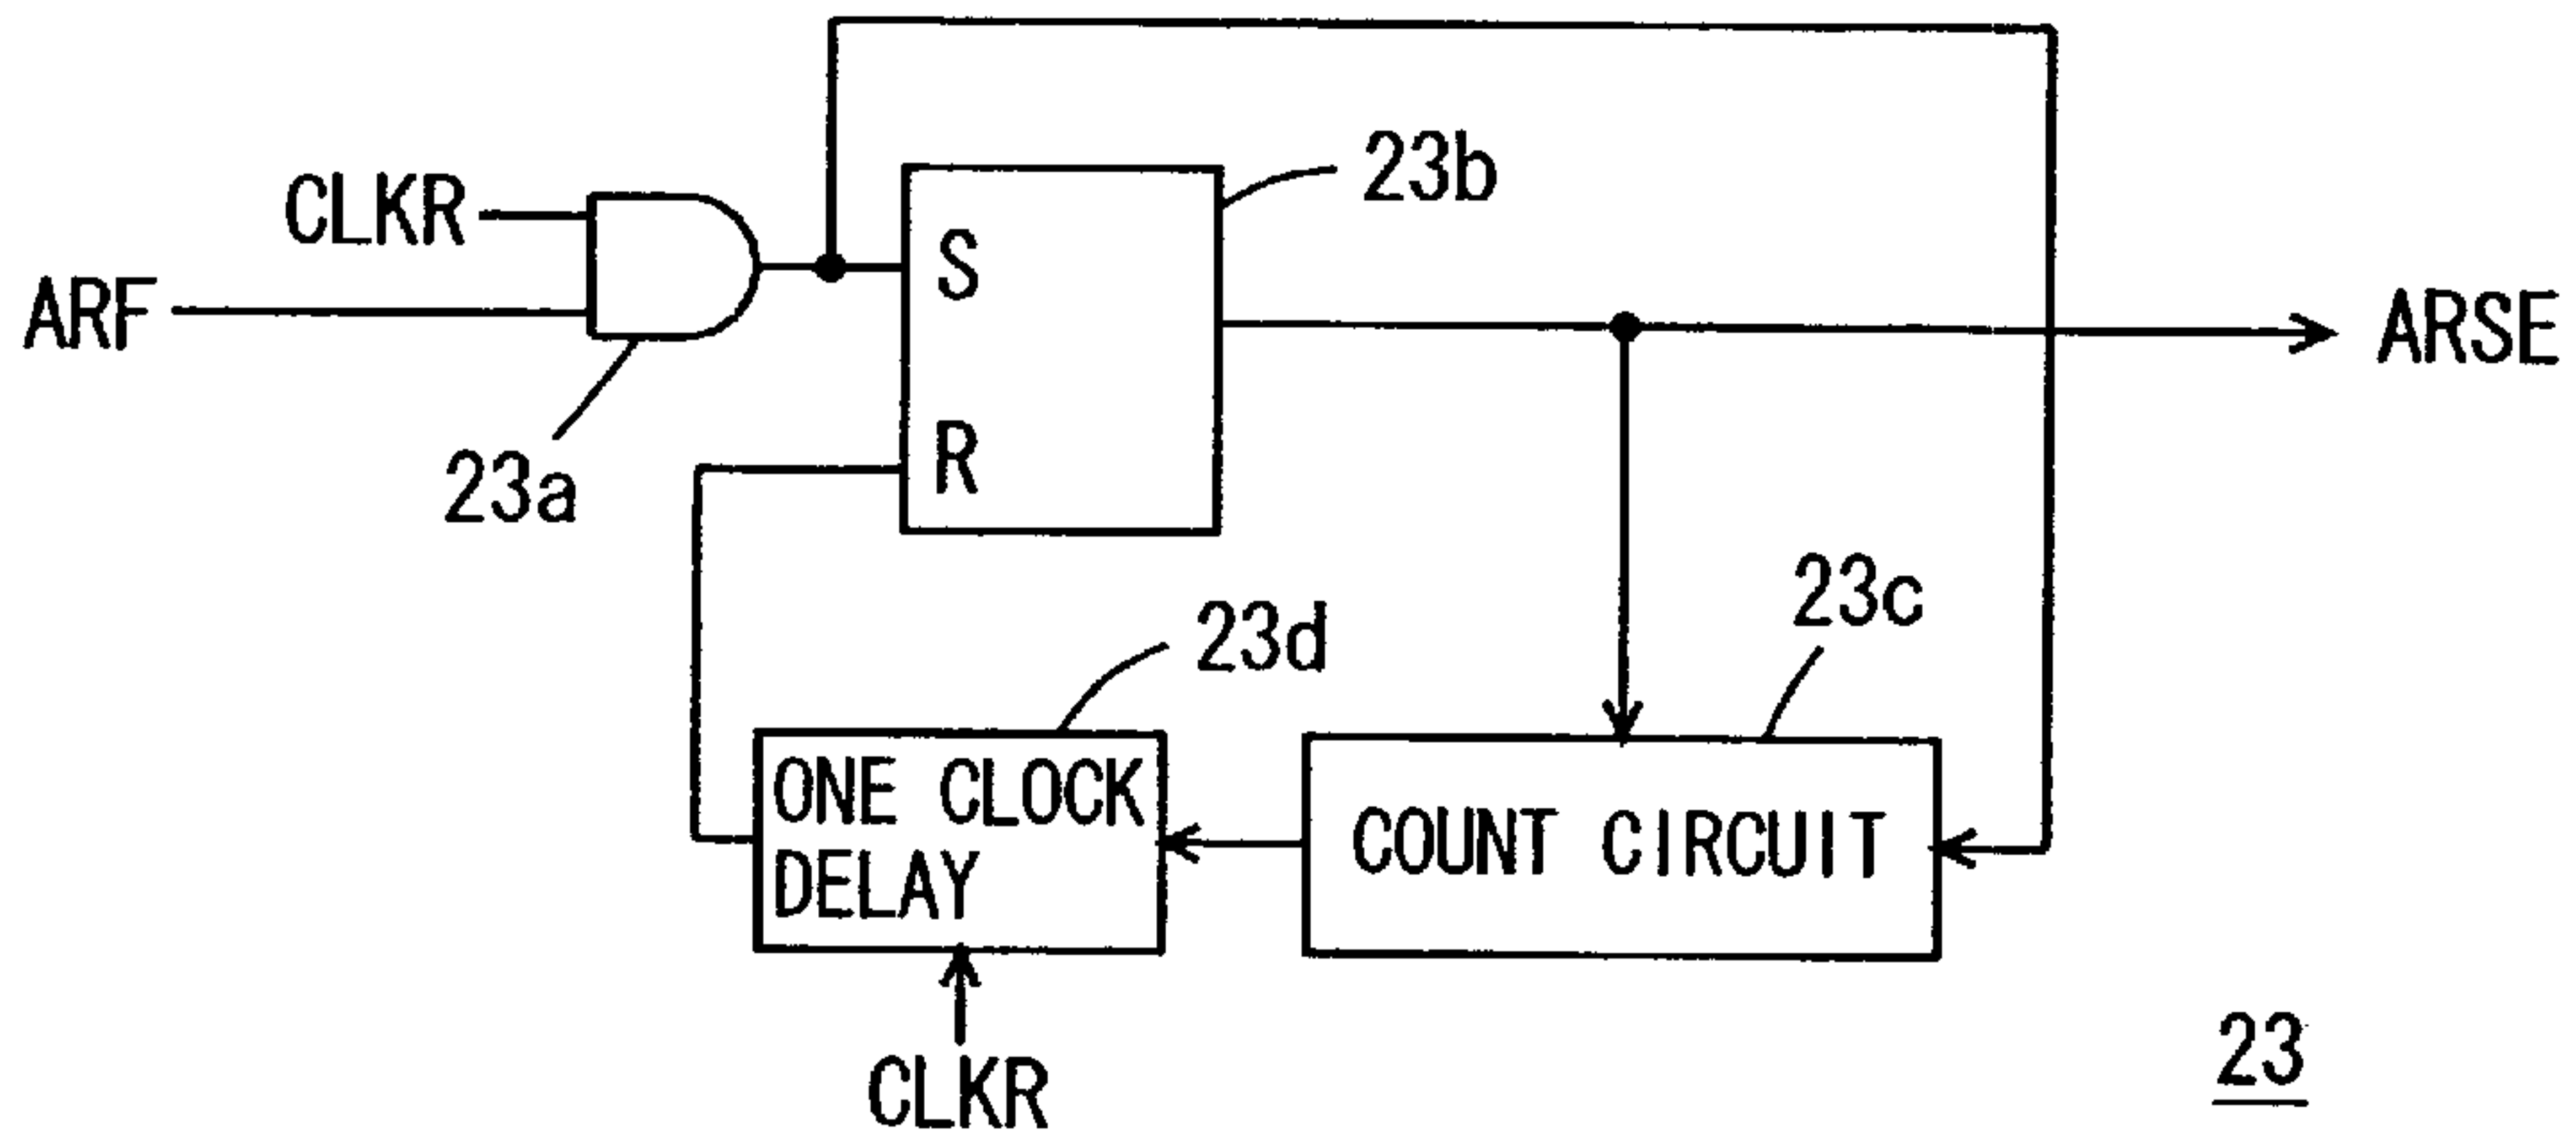 23b
CLKR
S
ARF
ARSE
R
23a
23c
23d
ONE CLOCK
DELAY
COUNT CIRCUIT
CLKR
23